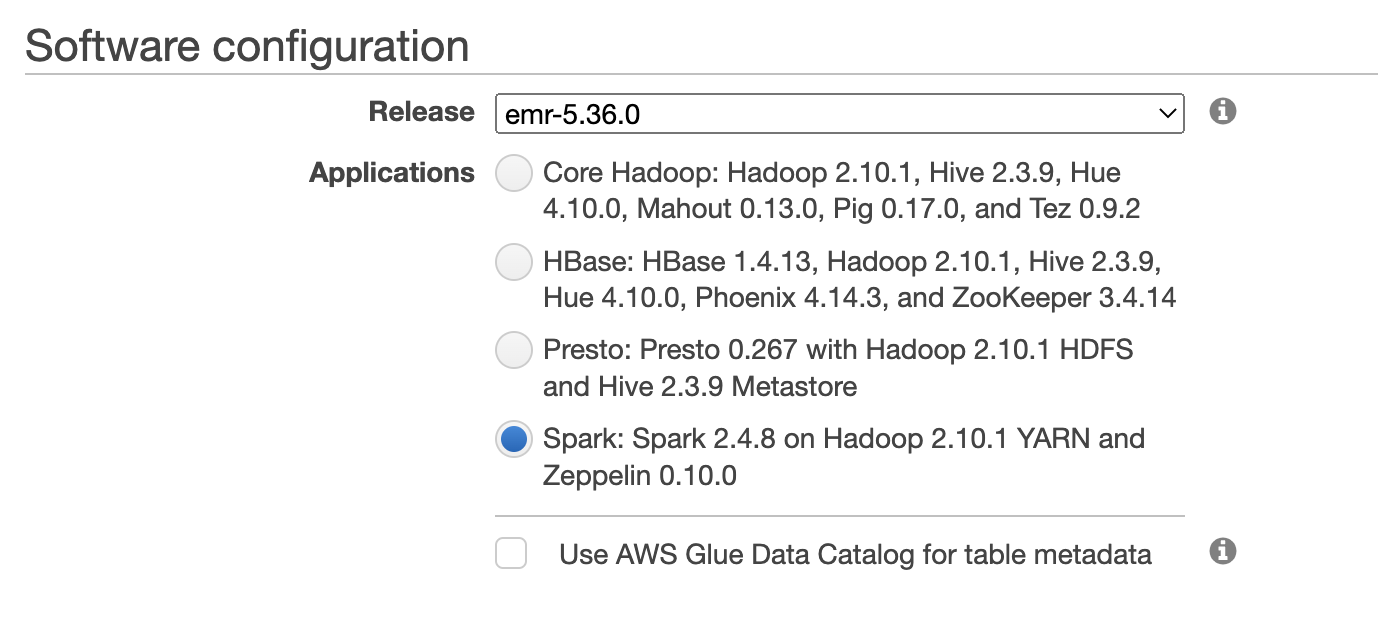 Software configuration
Release emr-5.36.0
Applications Core Hadoop: Hadoop 2.10.1, Hive 2.3.9, Hue
4.10.0, Mahout 0.13.0, Pig 0.17.0, and Tez 0.9.2
HBase: HBase 1.4.13, Hadoop 2.10.1, Hive 2.3.9,
Hue 4.10.0, Phoenix 4.14.3, and ZooKeeper 3.4.14
Presto: Presto 0.267 with Hadoop 2.10.1 HDFS
and Hive 2.3.9 Metastore
Spark: Spark 2.4.8 on Hadoop 2.10.1 YARN and
Zeppelin 0.10.0
Use AWS Glue Data Catalog for table metadata